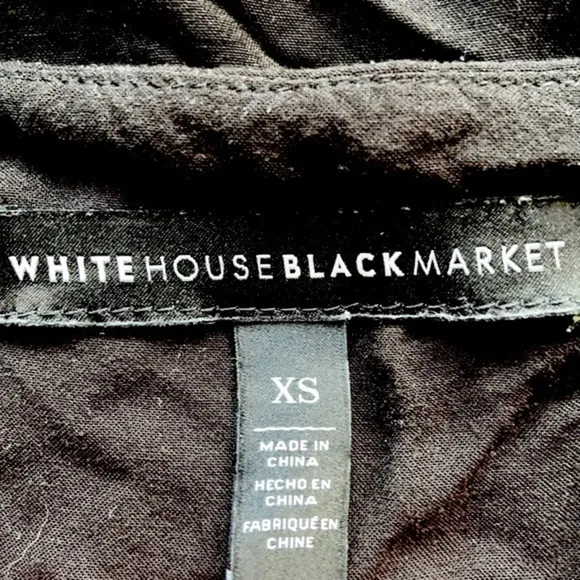 WHITEHOUSEBLACKMARKET
XS
MADE IN
CHINA
HECHO EN
CHINA
FABRIQUÉ EN
CHINE